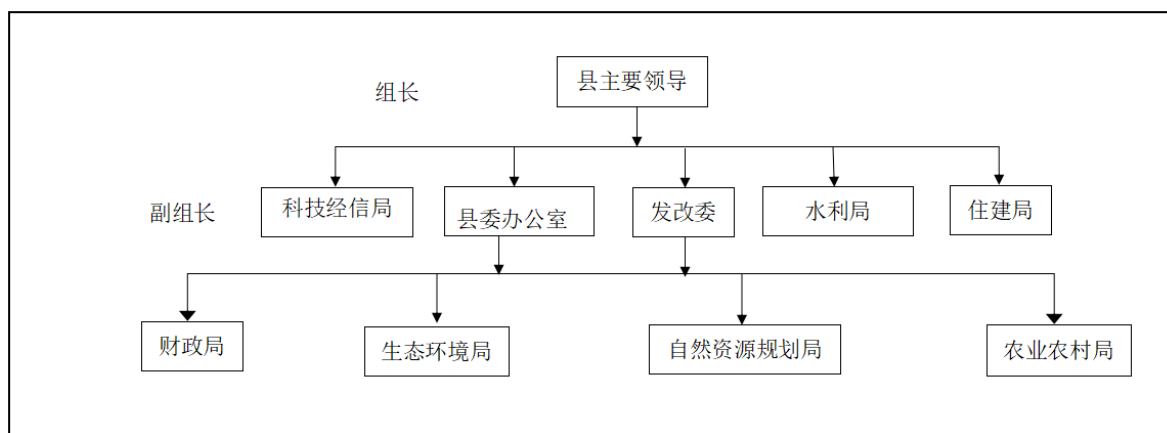 县主要领导
组长
科技经信局
县委办公室
发改委
水利局
住建局
副组长
财政局
生态环境局
自然资源规划局
农业农村局